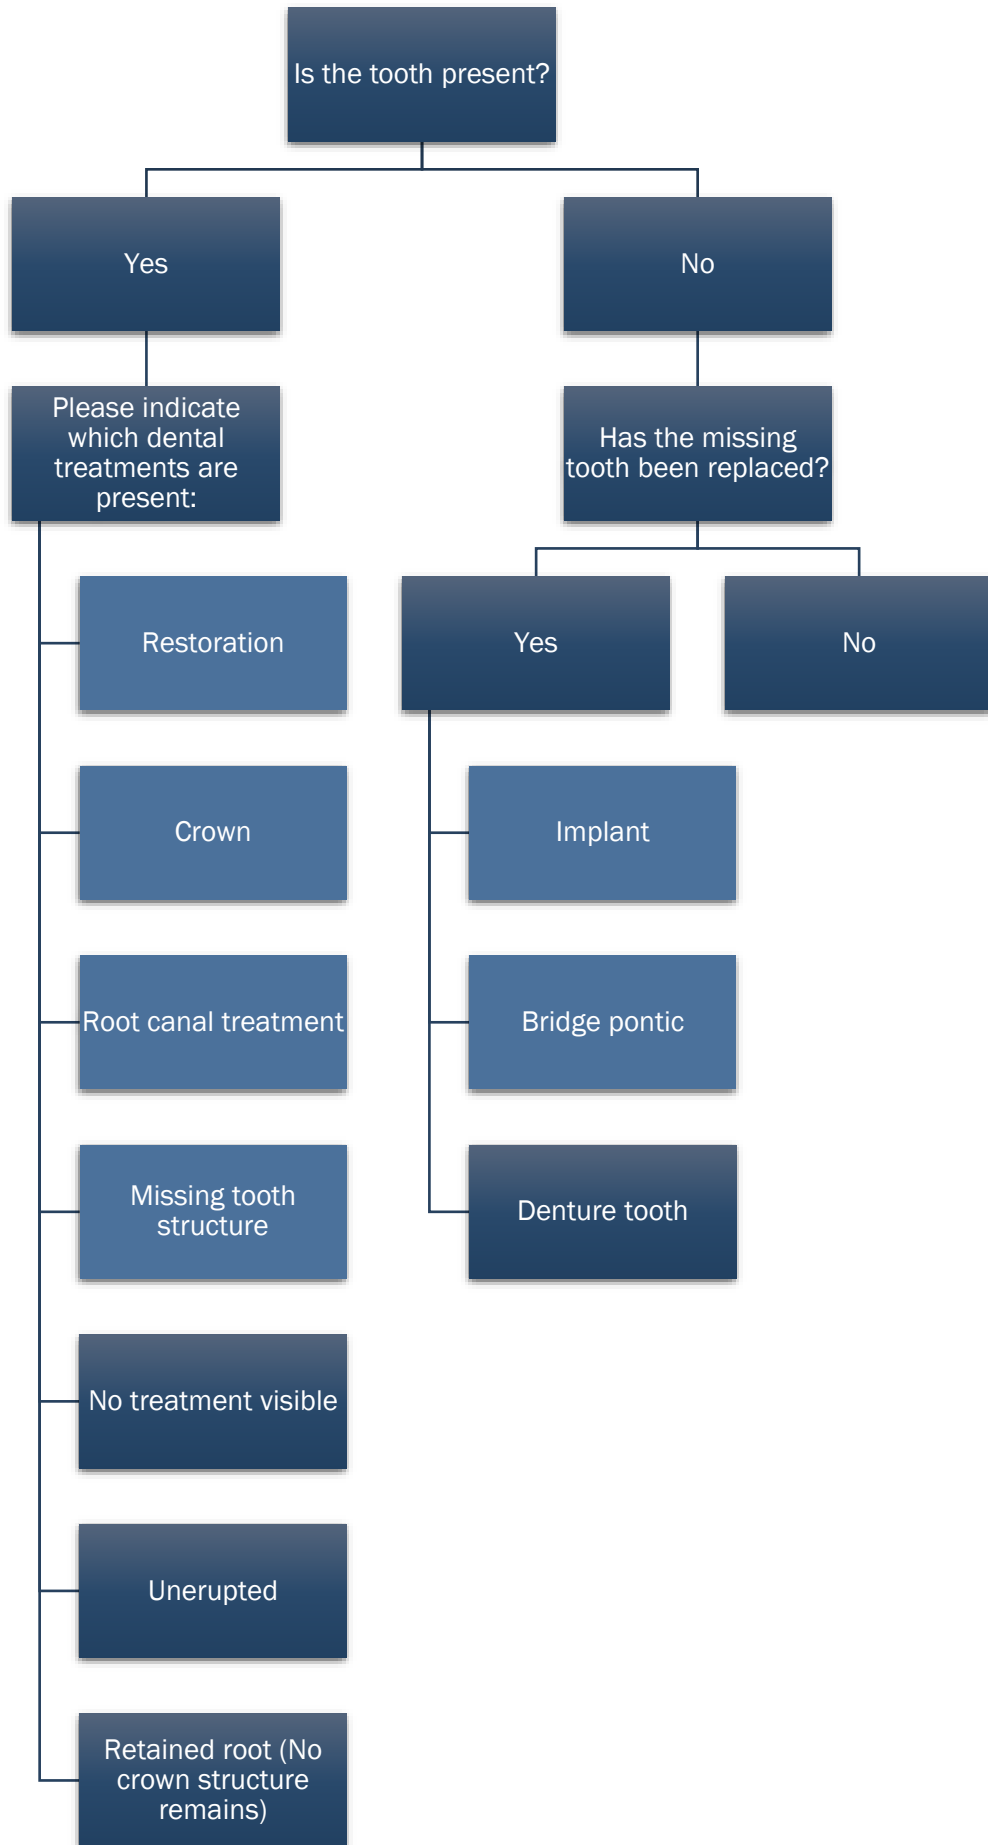 Is the tooth present?
Yes
No
Please indicate
which dental
treatments are
present:
Has the missing
tooth been replaced?
Restoration
Yes
No
Crown
Implant
Root canal treatment
Bridge pontic
Missing tooth
structure
Denture tooth
No treatment visible
Unerupted
Retained root (No
crown structure
remains)